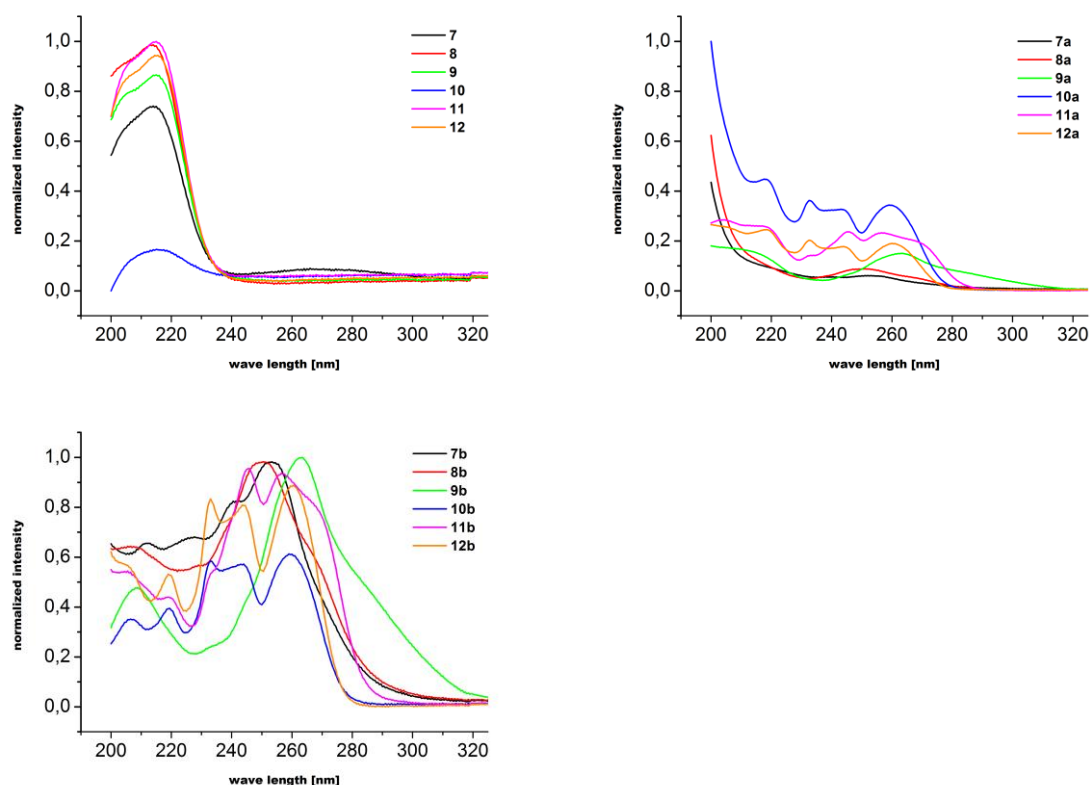 normalized intensity
1,0
0,8
0,6
0,4
0,2
0,0
7
8
9
10
11
12
200 220 240 260 280 300 320
wave length [nm]
normalized intensity
1,0
0,8
0,6
0,4
0,2
0,0
7a
8a
9a
10a
11a
12a
200 220 240 260 280 300 320
wave length [nm]
normalized intensity
1,0
0,8
0,6
0,4
0,2
0,0
7b
8b
9b
10b
11b
12b
200 220 240 260 280 300 320
wave length [nm]